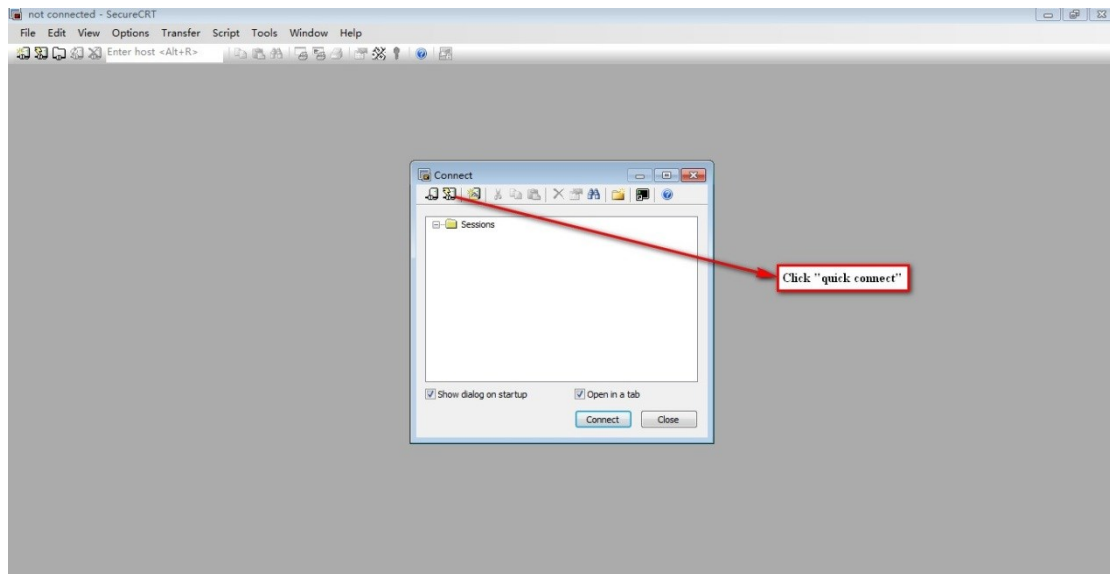 not connected - SecureCRT
File Edit View Options Transfer Script Tools Window Help
Enter host <Alt+R>
Connect
Sessions
Click "quick connect"
Show dialog on startup
Open in a tab
Connect
Close